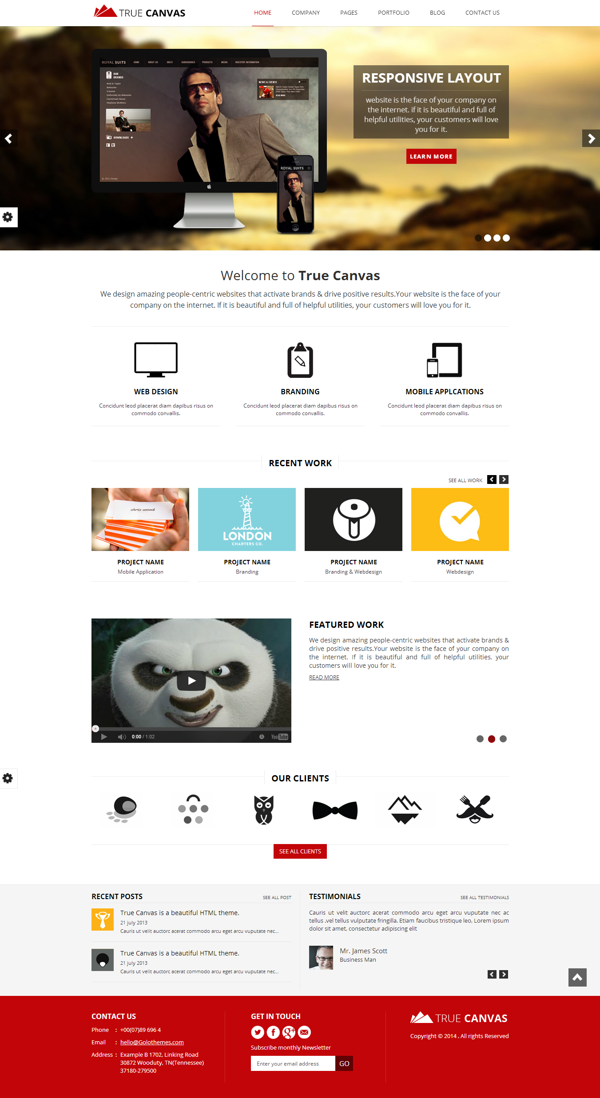 TRUE CANVAS
HOME COMPANY PAGES PORTFOLIO BLOG CONTACT US
ROYAL SUITS
RESPONSIVE LAYOUT
website is the face of your company on
the internet. if it is beautiful and full of
helpful utilities, your customers will love
you for it.
LEARN MORE
ROYAL SUITS
Welcome to True Canvas
We design amazing people-centric websites that activate brands & drive positive results.Your website is the face of your
company on the internet. If it is beautiful and full of helpful utilities, your customers will love you for it.
WEB DESIGN
Concidunt leod placerat diam dapibus risus on
commodo convallis.
BRANDING
Concidunt leod placerat diam dapibus risus on
commodo convallis.
MOBILE APPLCATIONS
Concidunt leod placerat diam dapibus risus on
commodo convallis.
RECENT WORK
SEE ALL WORK
LONDON
CHARTERS CO.
PROJECT NAME
Mobile Application
PROJECT NAME
Branding
PROJECT NAME
Branding & Webdesign
PROJECT NAME
Webdesign
0:00 / 1:02
YouTube
FEATURED WORK
We design amazing people-centric websites that activate brands &
drive positive results.Your website is the face of your company on
the internet. If it is beautiful and full of helpful utilities, your
customers will love you for it.
READ MORE
OUR CLIENTS
SEE ALL CLIENTS
RECENT POSTS
SEE ALL POST
True Canvas is a beautiful HTML theme.
21 July 2013
Cauris ut velit auctorc acerat commodo arcu eget arcu vuputate nec...
True Canvas is a beautiful HTML theme.
21 July 2013
Cauris ut velit auctorc acerat commodo arcu eget arcu vuputate nec...
TESTIMONIALS
SEE ALL TESTIMONIALS
Cauris ut velit auctorc acerat commodo arcu eget arcu vuputate nec ac
tellus .vel tellus vulputate fringilla. Etiam faucibus tristique leo. Lorem ipsum
dolor sit amet, consectetur adipiscing elit
Mr. James Scott
Business Man
CONTACT US
Phone : +00(07)89 696 4
Email : hello@Golothemes.com
Address : Example B 1702, Linking Road
30872 Wooduty, TN(Tennessee)
37180-279500
GET IN TOUCH
Subscribe monthly Newsletter
Enter your email address
GO
TRUE CANVAS
Copyright © 2014 . All rights Reserved